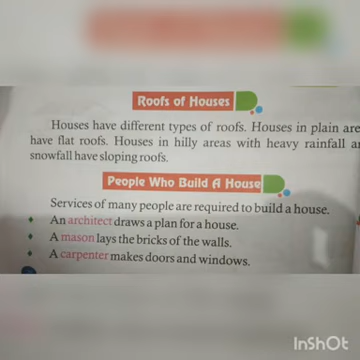 Roofs of Houses
Houses have different types of roofs. Houses in plain are
have flat roofs. Houses in hilly areas with heavy rainfall a
snowfall have sloping roofs.
People Who Build A House
Services of many people are required to build a house.
An architect draws a plan for a house.
A mason lays the bricks of the walls.
A carpenter makes doors and windows.
InShOt